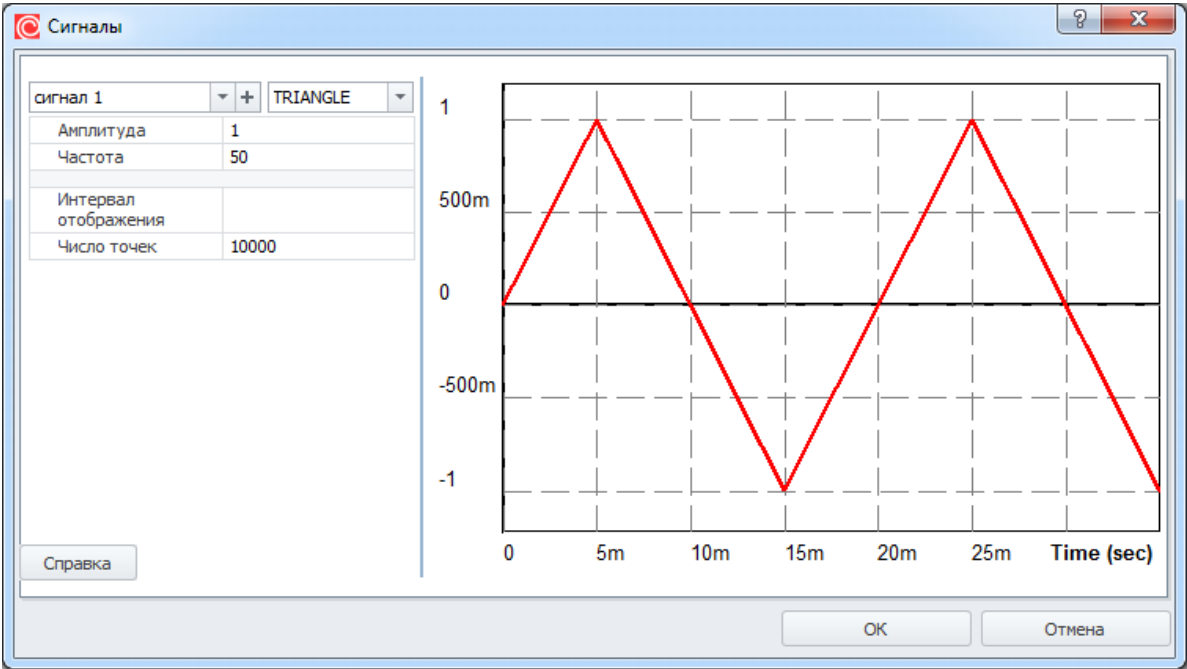 Сигналы
сигнал 1 TRIANGLE
Амплитуда 1
Частота 50
Интервал
отображения
Число точек 10000
Справка
1
500m
0
-500m
-1
0 5m 10m 15m 20m 25m Time (sec)
OK Отмена